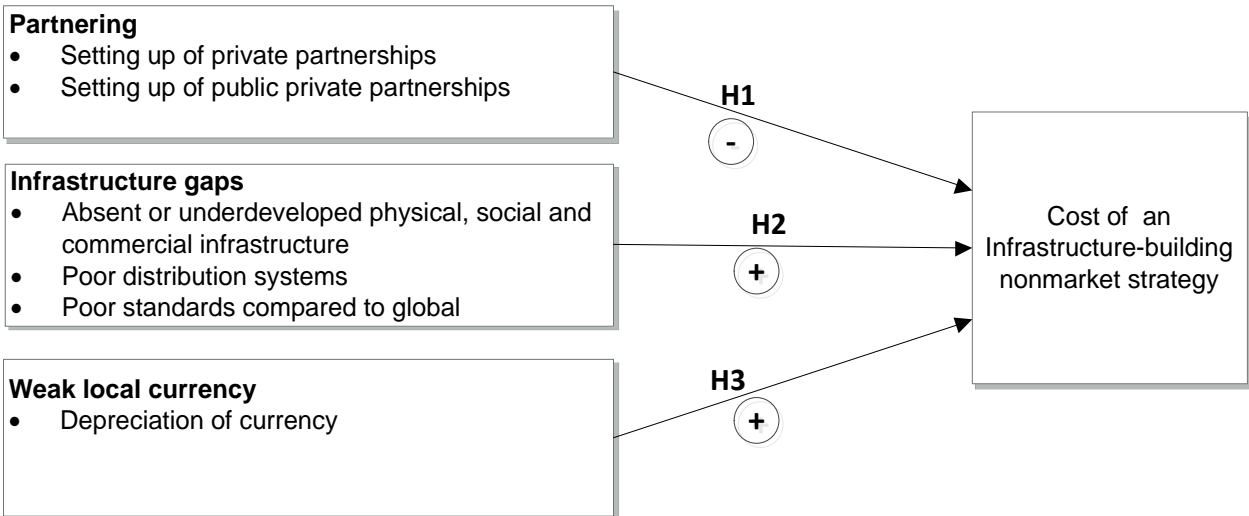 Partnering
• Setting up of private partnerships
• Setting up of public private partnerships
H1
-
Infrastructure gaps
• Absent or underdeveloped physical, social and
commercial infrastructure
• Poor distribution systems
• Poor standards compared to global
H2
+
Weak local currency
• Depreciation of currency
H3
+
Cost of an
Infrastructure-building
nonmarket strategy